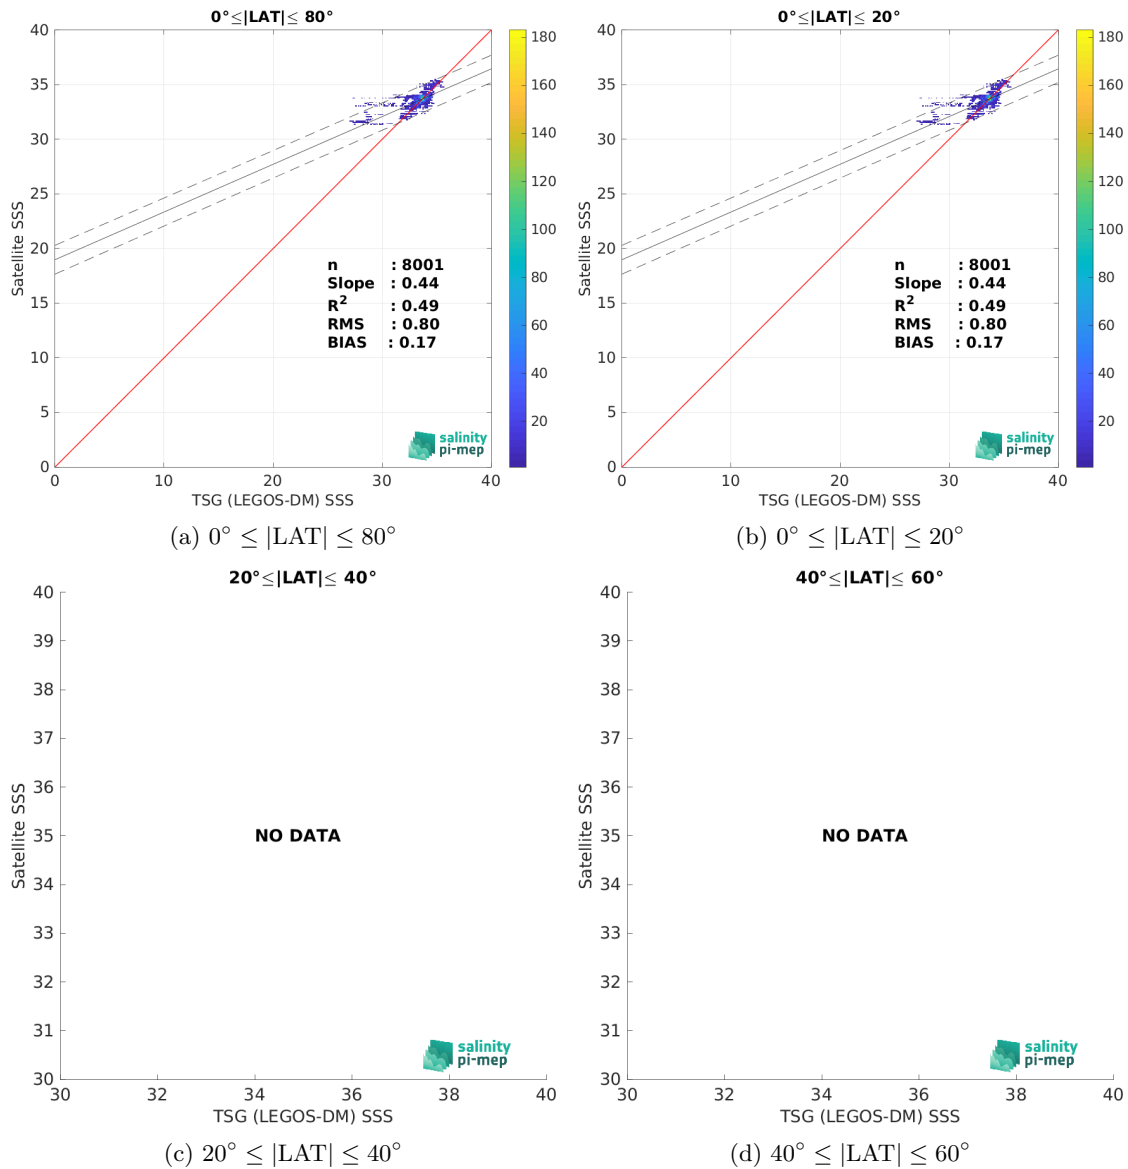 0°≤|LAT|≤ 80°
40
35
30
25
20
15
10
5
0
0
10
20
30
40
Satellite SSS
TSG (LEGOS-DM) SSS
n : 8001
Slope : 0.44
R² : 0.49
RMS : 0.80
BIAS : 0.17
salinity
pi-mep
180
160
140
120
100
80
60
40
20
(a) 0° ≤ |LAT| ≤ 80°
0°≤|LAT|≤ 20°
40
35
30
25
20
15
10
5
0
0
10
20
30
40
Satellite SSS
TSG (LEGOS-DM) SSS
n : 8001
Slope : 0.44
R² : 0.49
RMS : 0.80
BIAS : 0.17
salinity
pi-mep
180
160
140
120
100
80
60
40
20
(b) 0° ≤ |LAT| ≤ 20°
20°≤|LAT|≤ 40°
40
39
38
37
36
35
34
33
32
31
30
30
32
34
36
38
40
Satellite SSS
NO DATA
salinity
pi-mep
TSG (LEGOS-DM) SSS
(c) 20° ≤ |LAT| ≤ 40°
40°≤|LAT|≤ 60°
40
39
38
37
36
35
34
33
32
31
30
30
32
34
36
38
40
Satellite SSS
NO DATA
salinity
pi-mep
TSG (LEGOS-DM) SSS
(d) 40° ≤ |LAT| ≤ 60°